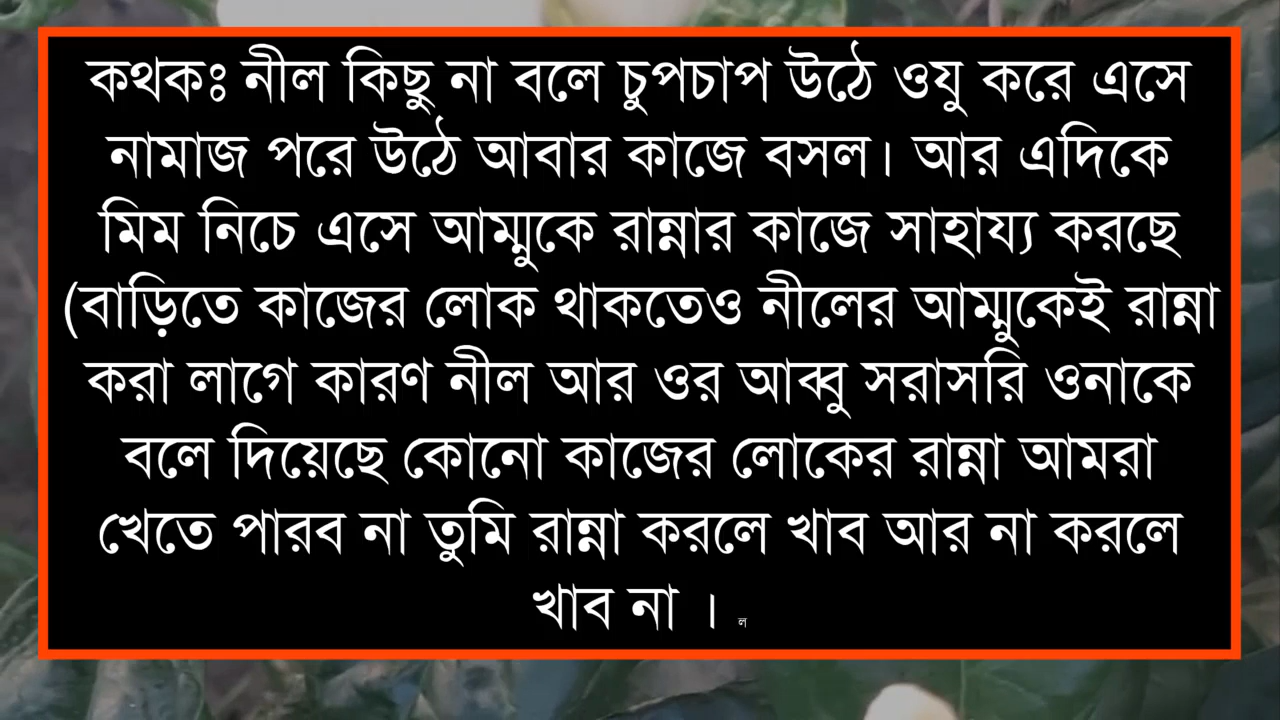 কথকঃ নীল কিছু না বলে চুপচাপ উঠে ওযু করে এসে
নামাজ পরে উঠে আবার কাজে বসল। আর এদিকে
মিম নিচে এসে আম্মুকে রান্নার কাজে সাহায্য করছে
(বাড়িতে কাজের লোক থাকতেও নীলের আম্মুকেই রান্না
করা লাগে কারণ নীল আর ওর আব্বু সরাসরি ওনাকে
বলে দিয়েছে কোনো কাজের লোকের রান্না আমরা
খেতে পারব না তুমি রান্না করলে খাব আর না করলে
খাব না । ল